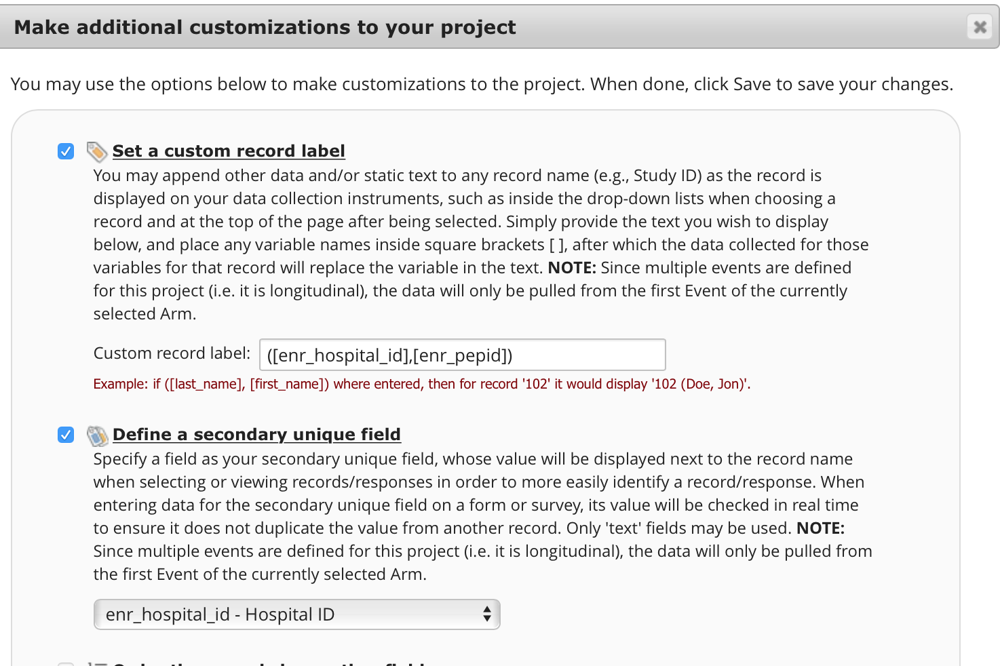 Make additional customizations to your project
You may use the options below to make customizations to the project. When done, click Save to save your changes.
Set a custom record label
You may append other data and/or static text to any record name (e.g., Study ID) as the record is
displayed on your data collection instruments, such as inside the drop-down lists when choosing a
record and at the top of the page after being selected. Simply provide the text you wish to display
below, and place any variable names inside square brackets [ ], after which the data collected for those
variables for that record will replace the variable in the text. NOTE: Since multiple events are defined
for this project (i.e. it is longitudinal), the data will only be pulled from the first Event of the currently
selected Arm.
Custom record label: ([enr_hospital_id],[enr_pepid])
Example: if ([last_name], [first_name]) where entered, then for record '102' it would display '102 (Doe, Jon)'.
Define a secondary unique field
Specify a field as your secondary unique field, whose value will be displayed next to the record name
when selecting or viewing records/responses in order to more easily identify a record/response. When
entering data for the secondary unique field on a form or survey, its value will be checked in real time
to ensure it does not duplicate the value from another record. Only 'text' fields may be used. NOTE:
Since multiple events are defined for this project (i.e. it is longitudinal), the data will only be pulled from
the first Event of the currently selected Arm.
enr_hospital_id - Hospital ID